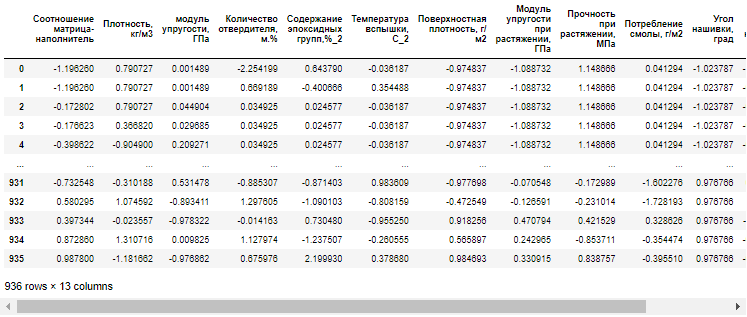 Соотношение матрица-наполнитель Плотность, кг/м3 модуль упругости, ГПа Количество отвердителя, м.% Содержание эпоксидных групп,%_2 Температура вспышки, С_2 Поверхностная плотность, г/м2 Модуль упругости при растяжении, ГПа Прочность при растяжении, МПа Потребление смолы, г/м2 Угол нашивки, град
0 -1.196260 0.790727 0.001489 -2.254199 0.643790 -0.036187 -0.974837 -1.088732 1.148666 0.041294 -1.023787
1 -1.196260 0.790727 0.001489 0.669189 -0.400666 0.354488 -0.974837 -1.088732 1.148666 0.041294 -1.023787
2 -0.172802 0.790727 0.044904 0.034925 0.024577 -0.036187 -0.974837 -1.088732 1.148666 0.041294 -1.023787
3 -0.176623 0.366820 0.029685 0.034925 0.024577 -0.036187 -0.974837 -1.088732 1.148666 0.041294 -1.023787
4 -0.398622 -0.904900 0.209271 0.034925 0.024577 -0.036187 -0.974837 -1.088732 1.148666 0.041294 -1.023787
... ... ... ... ... ... ... ... ... ... ... ...
931 -0.732548 -0.310188 0.531478 -0.885307 -0.871403 0.983609 -0.977698 -0.070548 -0.172989 -1.602276 0.976766
932 0.580295 1.074592 -0.893411 1.297605 -1.090103 -0.808159 -0.472549 -0.126591 -0.231014 -1.728193 0.976766
933 0.397344 -0.023557 -0.978322 -0.014163 0.730480 -0.955250 0.918256 0.470794 0.421529 0.328626 0.976766
934 0.872860 1.310716 0.009825 1.127974 -1.237507 -0.260555 0.565897 0.242965 -0.853711 -0.354474 0.976766
935 0.987800 -1.181662 -0.976862 0.675976 2.199930 0.378680 0.984693 0.330915 0.838757 -0.395510 0.976766
936 rows × 13 columns